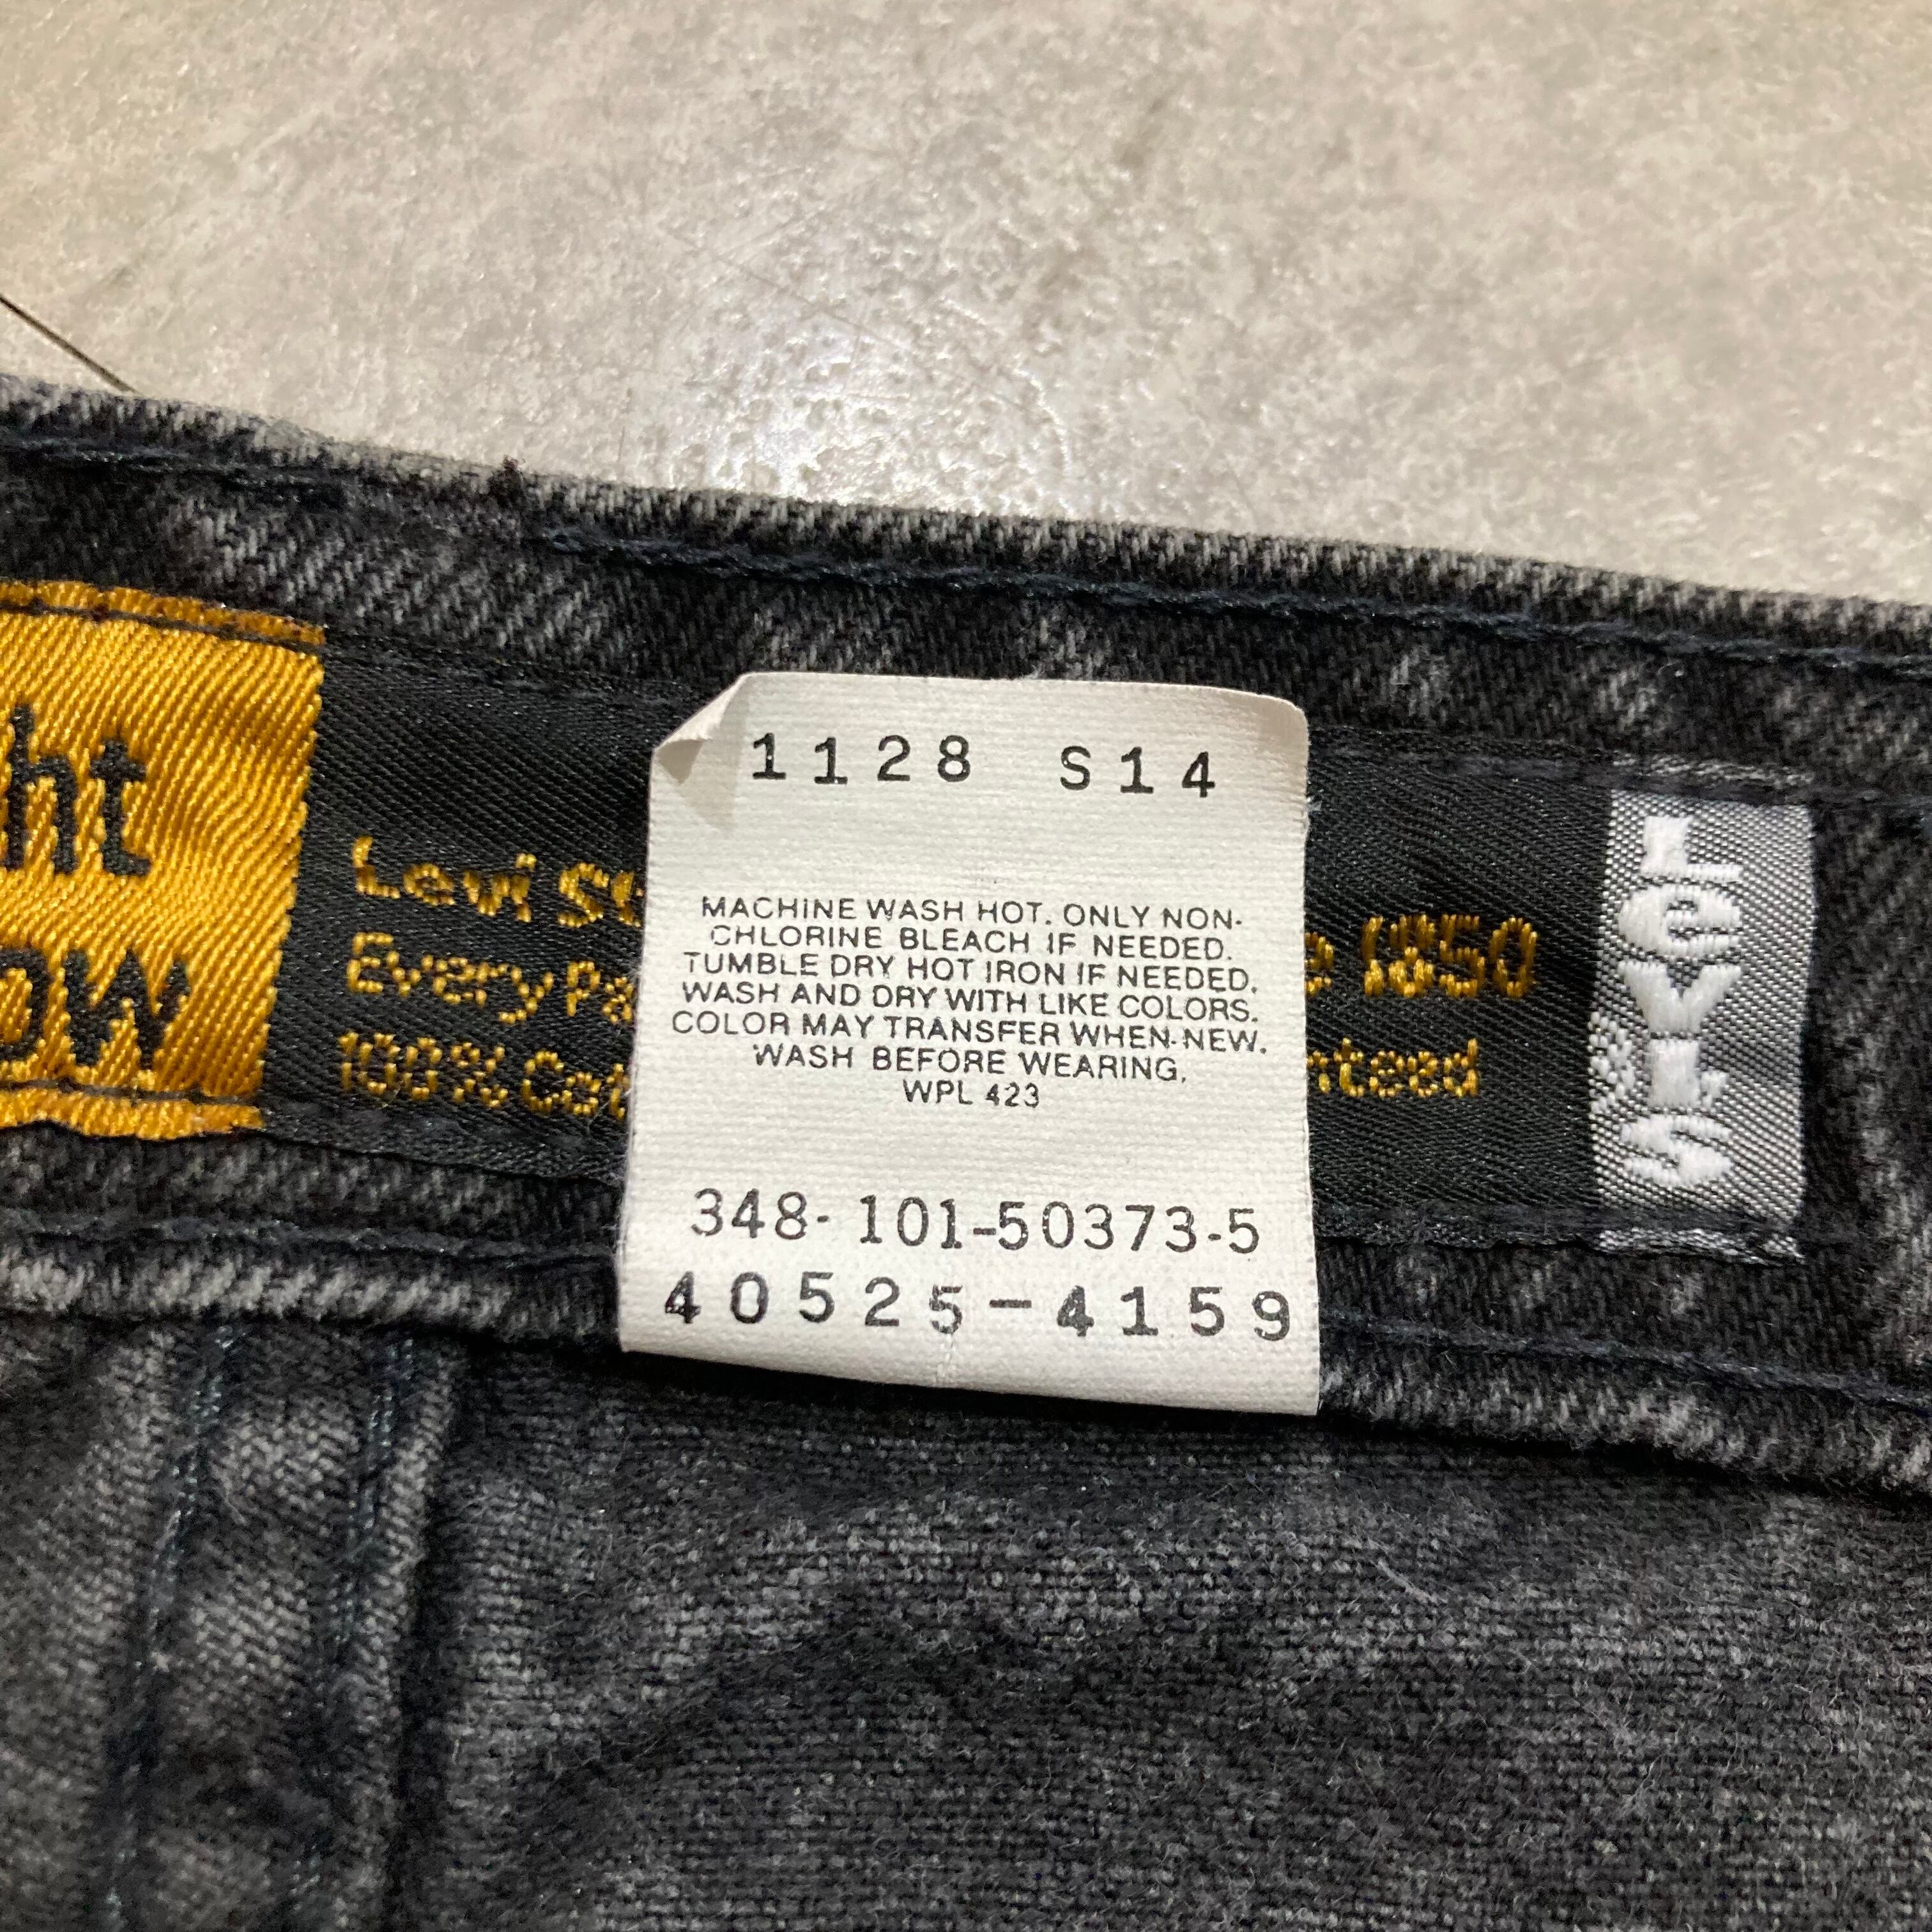 ht
ow
Levi St
Every Pa
100% Cot
1128 S14
MACHINE WASH HOT. ONLY NON-
CHLORINE BLEACH IF NEEDED.
TUMBLE DRY HOT IRON IF NEEDED.
WASH AND DRY WITH LIKE COLORS.
COLOR MAY TRANSFER WHEN NEW.
WASH BEFORE WEARING.
WPL 423
348-101-50373-5
40525-4159
e 1850
nteed
LeVI'S